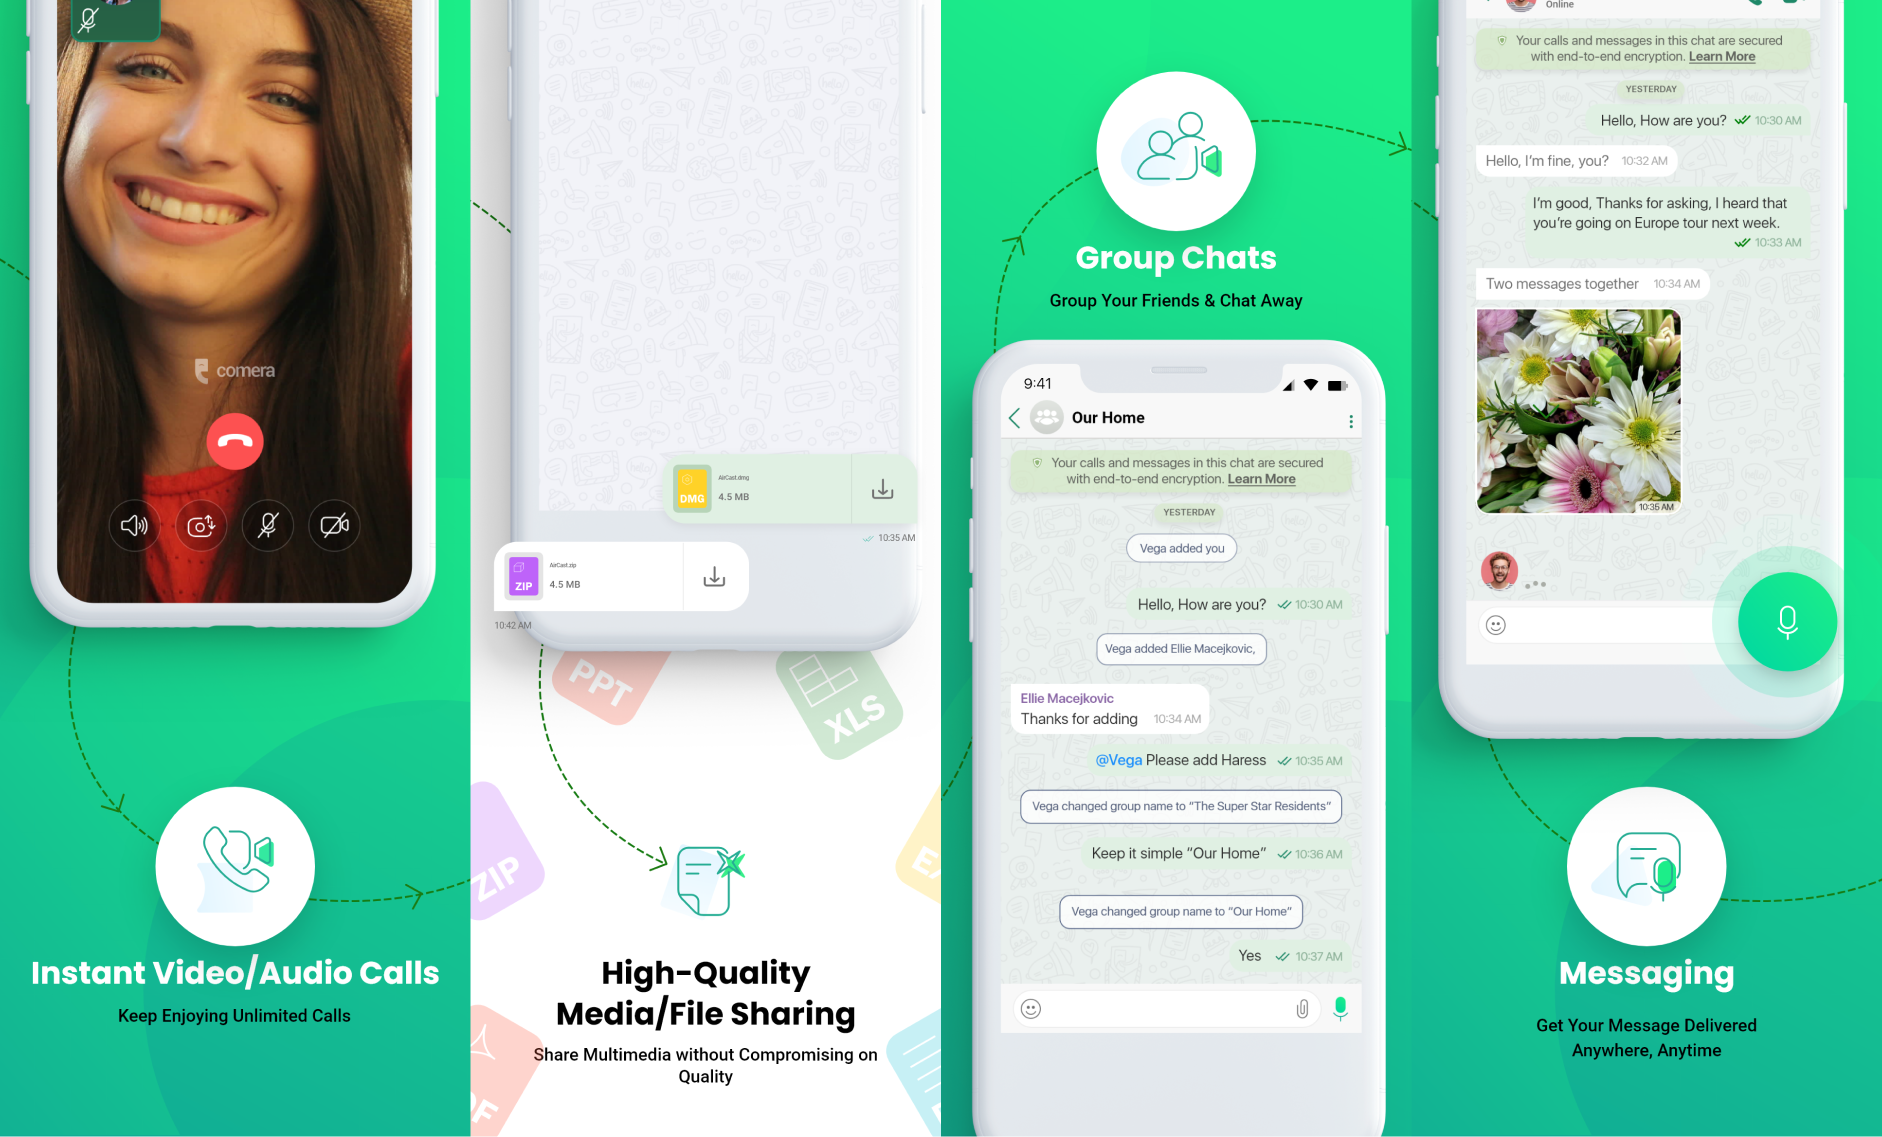 comera
Instant Video/Audio Calls
Keep Enjoying Unlimited Calls
DMG
AirCast.dmg
4.5 MB
10:35 AM
ZIP
AirCast.zip
4.5 MB
10:42 AM
PPT
XLS
ZIP
High-Quality
Media/File Sharing
Share Multimedia without Compromising on
Quality
Group Chats
Group Your Friends & Chat Away
9:41
Our Home
Your calls and messages in this chat are secured
with end-to-end encryption. Learn More
YESTERDAY
Vega added you
Hello, How are you? 10:30 AM
Vega added Ellie Macejkovic,
Ellie Macejkovic
Thanks for adding 10:34 AM
@Vega Please add Haress 10:35 AM
Vega changed group name to “The Super Star Residents”
Keep it simple “Our Home” 10:36 AM
Vega changed group name to “Our Home”
Yes 10:37 AM
Online
Your calls and messages in this chat are secured
with end-to-end encryption. Learn More
YESTERDAY
Hello, How are you? 10:30 AM
Hello, I’m fine, you? 10:32 AM
I’m good, Thanks for asking, I heard that
you’re going on Europe tour next week.
10:33 AM
Two messages together 10:34 AM
10:35 AM
Messaging
Get Your Message Delivered
Anywhere, Anytime